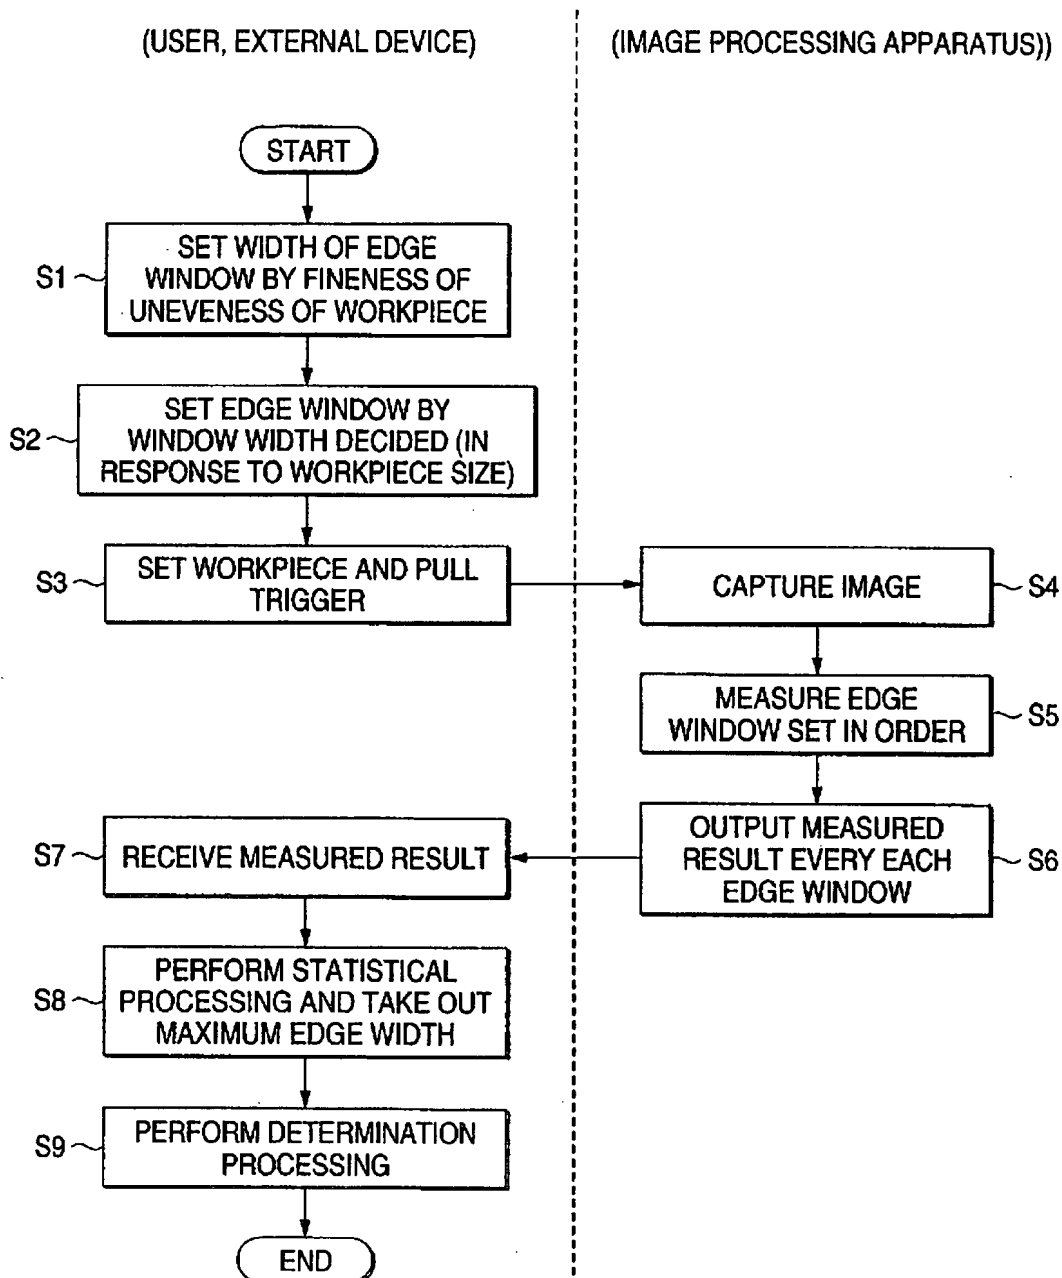 (USER, EXTERNAL DEVICE)
(IMAGE PROCESSING APPARATUS))
START
S1
SET WIDTH OF EDGE
WINDOW BY FINENESS OF
UNEVENESS OF WORKPIECE
S2
SET EDGE WINDOW BY
WINDOW WIDTH DECIDED (IN
RESPONSE TO WORKPIECE SIZE)
S3
SET WORKPIECE AND PULL
TRIGGER
CAPTURE IMAGE
S4
MEASURE EDGE
WINDOW SET IN ORDER
S5
OUTPUT MEASURED
RESULT EVERY EACH
EDGE WINDOW
S6
S7
RECEIVE MEASURED RESULT
S8
PERFORM STATISTICAL
PROCESSING AND TAKE OUT
MAXIMUM EDGE WIDTH
S9
PERFORM DETERMINATION
PROCESSING
END